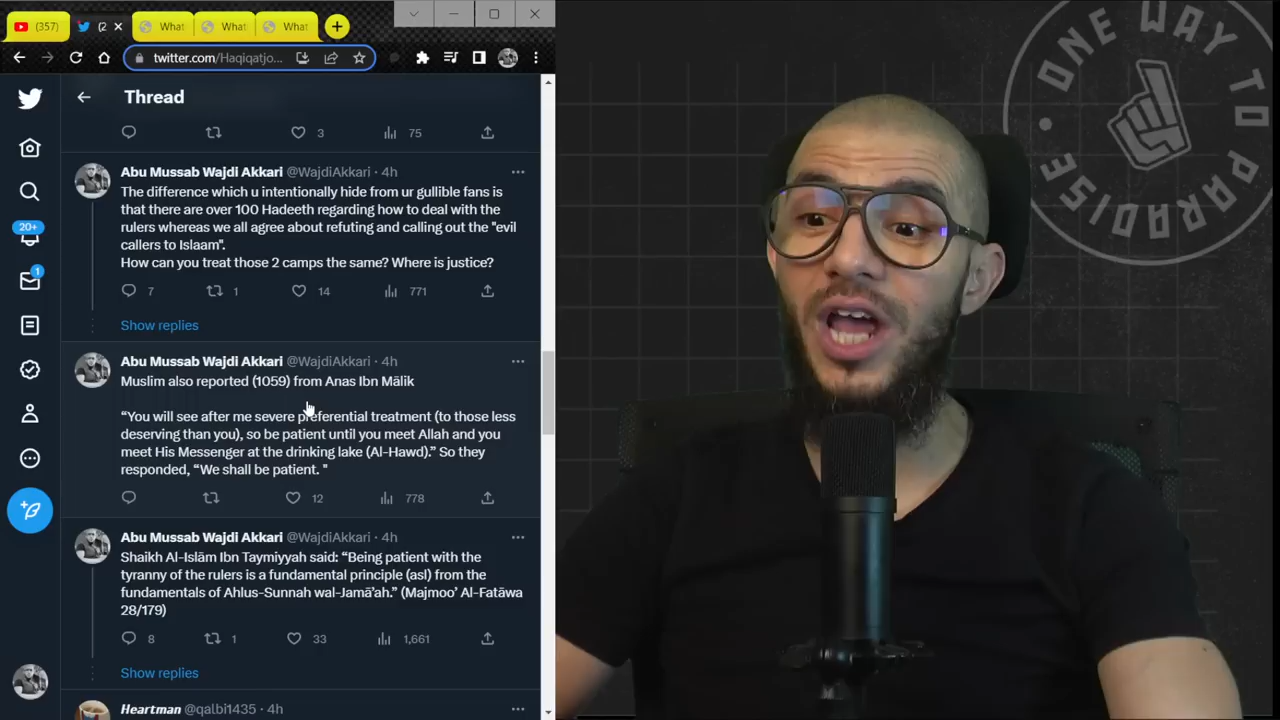 (357)
(2
What
What
What
twitter.com/Haqiqatjo...
Thread
3
75
Abu Mussab Wajdi Akkari @WajdiAkkari · 4h
The difference which u intentionally hide from ur gullible fans is
that there are over 100 Hadeeth regarding how to deal with the
rulers whereas we all agree about refuting and calling out the "evil
callers to Islaam".
How can you treat those 2 camps the same? Where is justice?
7
1
14
771
Show replies
Abu Mussab Wajdi Akkari @WajdiAkkari · 4h
Muslim also reported (1059) from Anas Ibn Mālik
“You will see after me severe preferential treatment (to those less
deserving than you), so be patient until you meet Allah and you
meet His Messenger at the drinking lake (Al-Hawd).” So they
responded, “We shall be patient. "
12
778
Abu Mussab Wajdi Akkari @WajdiAkkari · 4h
Shaikh Al-Islām Ibn Taymiyyah said: “Being patient with the
tyranny of the rulers is a fundamental principle (asl) from the
fundamentals of Ahlus-Sunnah wal-Jamā’ah.” (Majmoo’ Al-Fatāwa
28/179)
8
1
33
1,661
Show replies
Heartman @qalbi1435 · 4h
20+
1
• ONE WAY TO PARADISE •